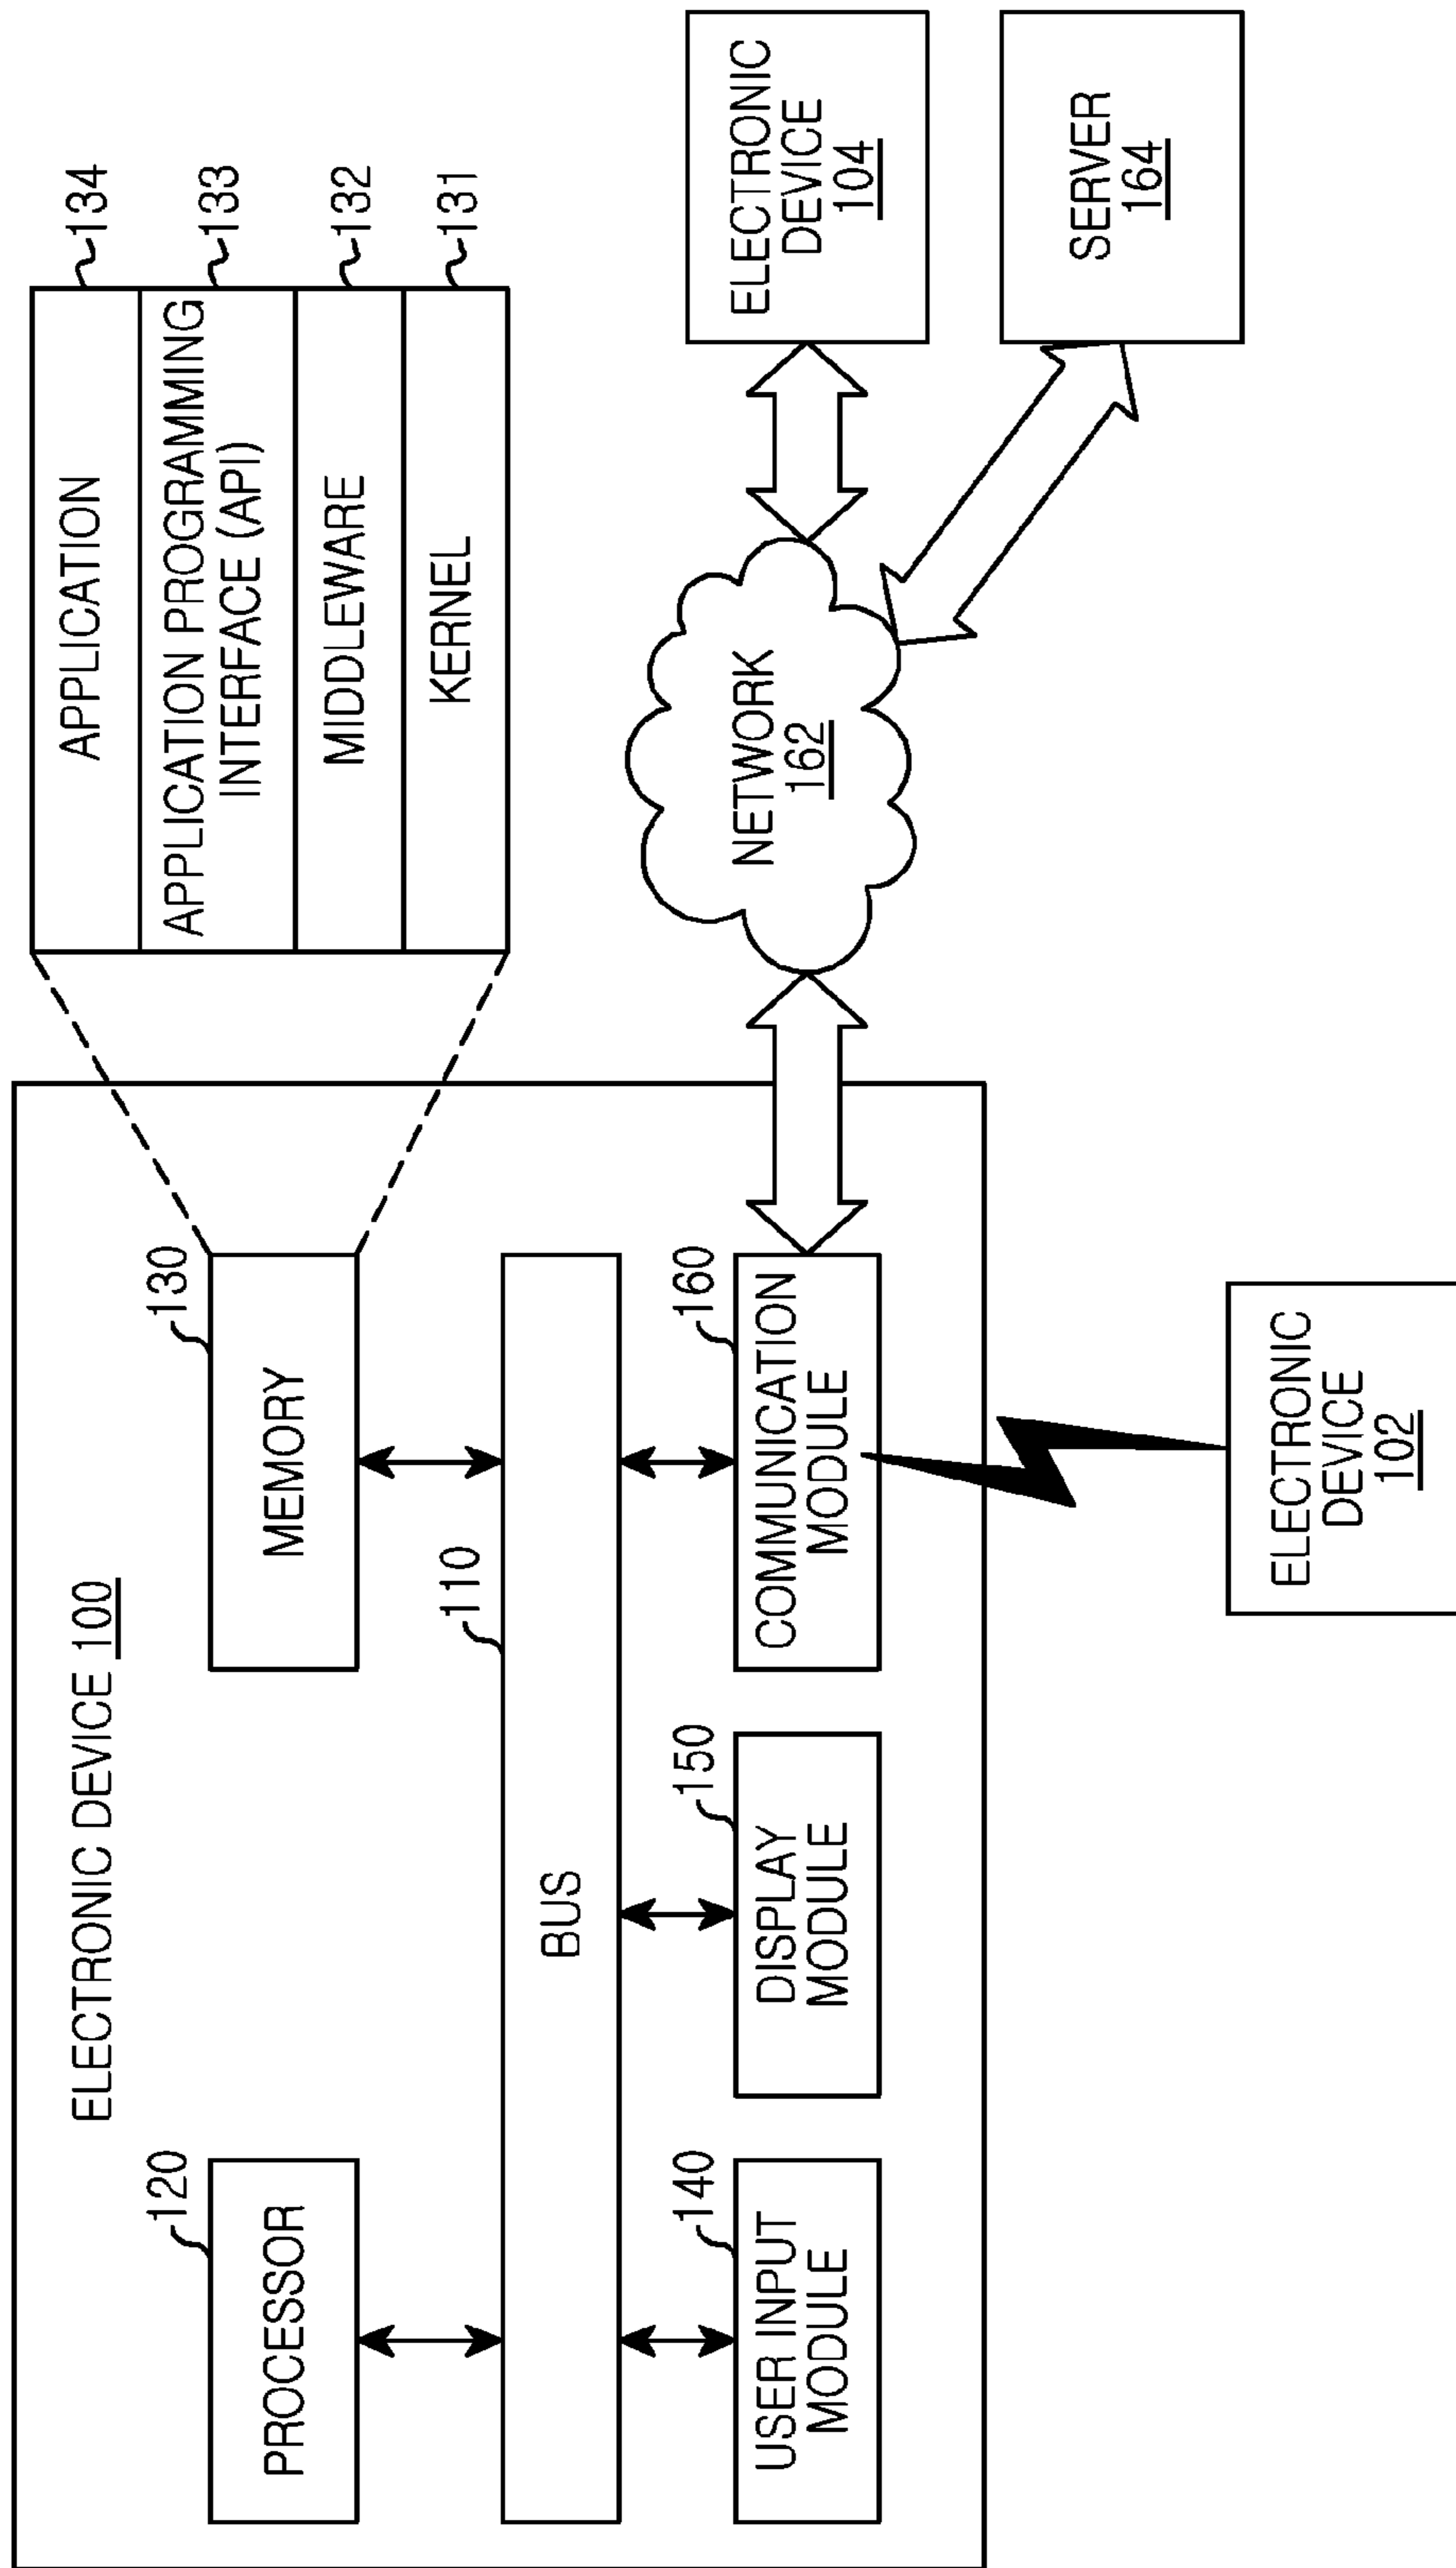 ELECTRONIC DEVICE 100
120
PROCESSOR
130
MEMORY
APPLICATION
134
APPLICATION PROGRAMMING
INTERFACE (API)
133
MIDDLEWARE
132
KERNEL
131
110
BUS
140
USER INPUT
MODULE
150
DISPLAY
MODULE
160
COMMUNICATION
MODULE
NETWORK
162
ELECTRONIC
DEVICE
104
SERVER
164
ELECTRONIC
DEVICE
102